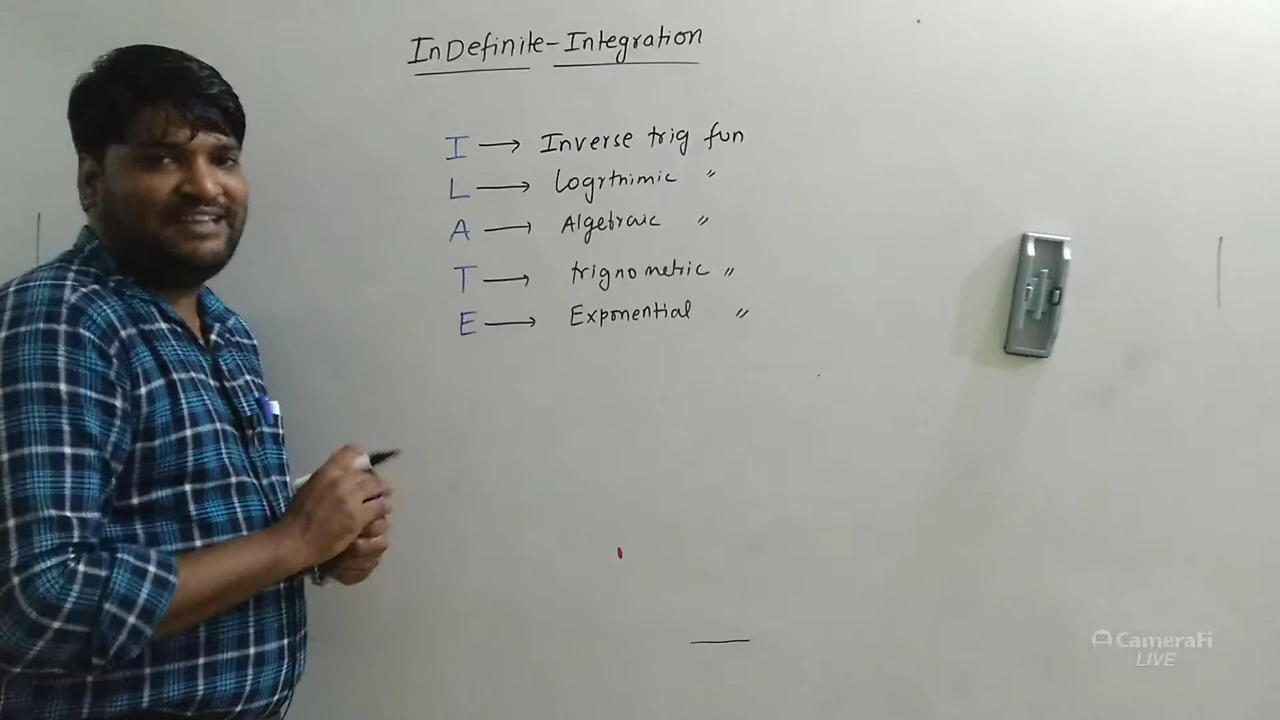 InDefinite-Integration
I → Inverse trig fun
L → Logrthimic "
A → Algebraic "
T → trignometric "
E → Exponential "
CameraFi
LIVE